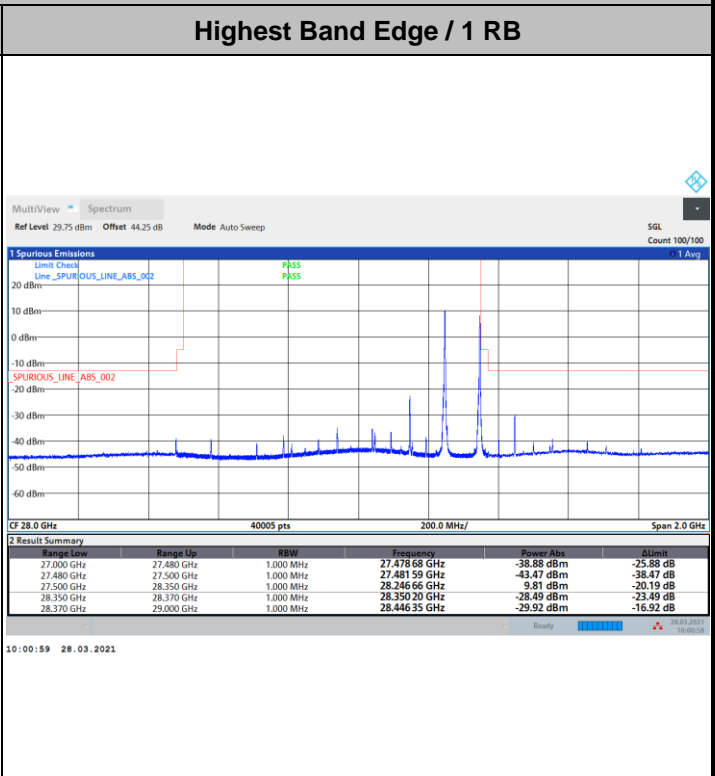 Highest Band Edge / 1 RB
MultiView Spectrum
Ref Level 29.75 dBm Offset 44.25 dB Mode Auto Sweep SGL
Count 100/100
1 Spurious Emissions 1 Avg
Limit Check PASS
Line _SPURIOUS_LINE_ABS_002 PASS
20 dBm
10 dBm
0 dBm
-10 dBm
_SPURIOUS_LINE_ABS_002
-20 dBm
-30 dBm
-40 dBm
-50 dBm
-60 dBm
CF 28.0 GHz 40005 pts 200.0 MHz/ Span 2.0 GHz
2 Result Summary
Range Low Range Up RBW Frequency Power Abs ΔLimit
27.000 GHz 27.480 GHz 1.000 MHz 27.478 68 GHz -38.88 dBm -25.88 dB
27.480 GHz 27.500 GHz 1.000 MHz 27.481 59 GHz -43.47 dBm -38.47 dB
27.500 GHz 28.350 GHz 1.000 MHz 28.246 66 GHz 9.81 dBm -20.19 dB
28.350 GHz 28.370 GHz 1.000 MHz 28.350 20 GHz -28.49 dBm -23.49 dB
28.370 GHz 29.000 GHz 1.000 MHz 28.446 35 GHz -29.92 dBm -16.92 dB
Ready 28.03.2021
10:00:58
10:00:59 28.03.2021